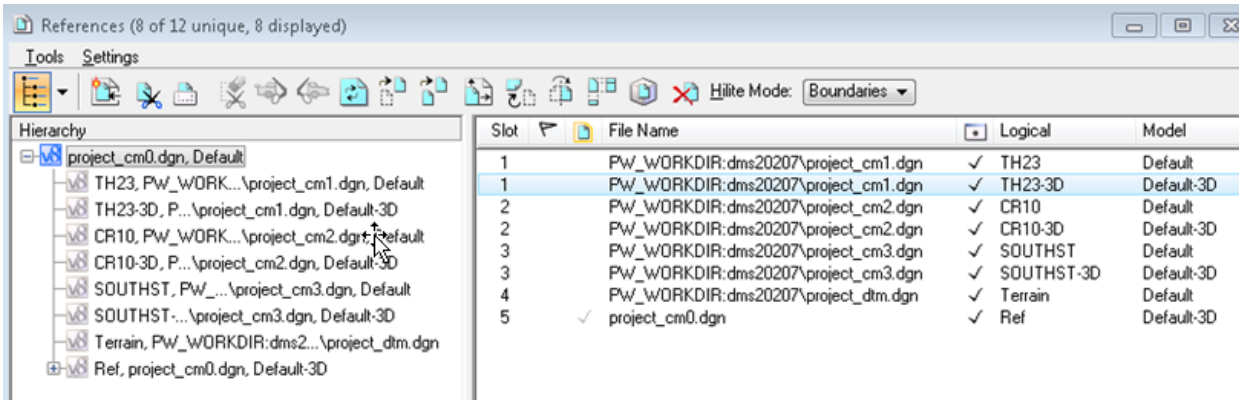 References (8 of 12 unique, 8 displayed)
Tools Settings
Hilite Mode: Boundaries
Hierarchy
project_cm0.dgn, Default
TH23, PW_WORK...\project_cm1.dgn, Default
TH23-3D, P...\project_cm1.dgn, Default-3D
CR10, PW_WORK...\project_cm2.dgn, Default
CR10-3D, P...\project_cm2.dgn, Default-3D
SOUTHST, PW_...\project_cm3.dgn, Default
SOUTHST-...\project_cm3.dgn, Default-3D
Terrain, PW_WORKDIR:dms2...\project_dtm.dgn
Ref, project_cm0.dgn, Default-3D
Slot File Name Logical Model
1 PW_WORKDIR:dms20207\project_cm1.dgn ✓ TH23 Default
1 PW_WORKDIR:dms20207\project_cm1.dgn ✓ TH23-3D Default-3D
2 PW_WORKDIR:dms20207\project_cm2.dgn ✓ CR10 Default
2 PW_WORKDIR:dms20207\project_cm2.dgn ✓ CR10-3D Default-3D
3 PW_WORKDIR:dms20207\project_cm3.dgn ✓ SOUTHST Default
3 PW_WORKDIR:dms20207\project_cm3.dgn ✓ SOUTHST-3D Default-3D
4 PW_WORKDIR:dms20207\project_dtm.dgn ✓ Terrain Default
5 ✓ project_cm0.dgn ✓ Ref Default-3D